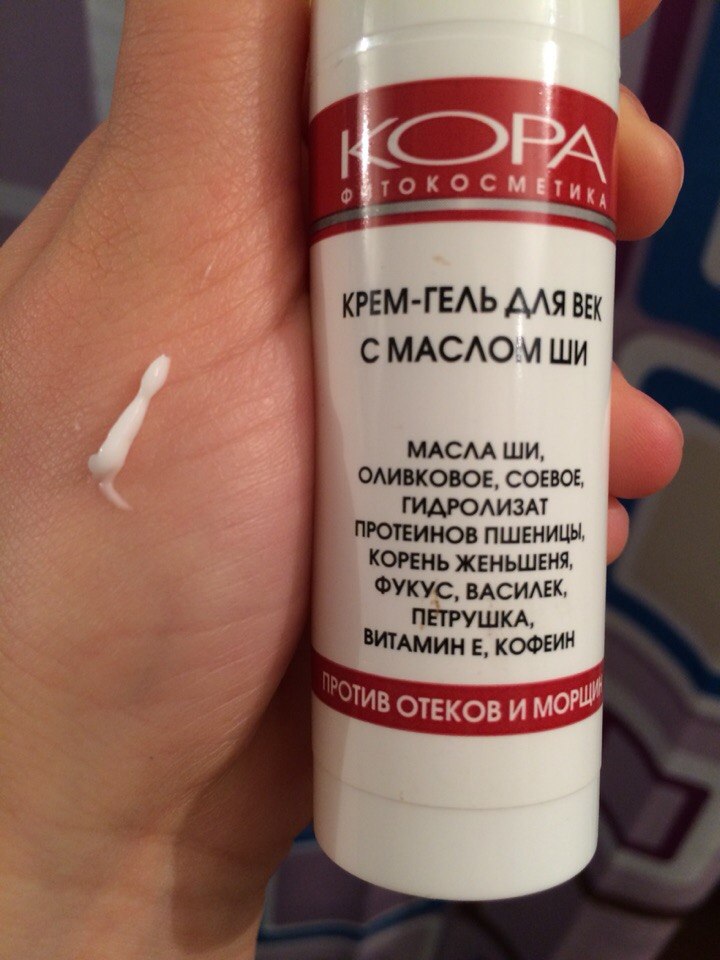 КОРА
ФИТОКОСМЕТИКА
КРЕМ-ГЕЛЬ ДЛЯ ВЕК
С МАСЛОМ ШИ
МАСЛА ШИ,
ОЛИВКОВОЕ, СОЕВОЕ,
ГИДРОЛИЗАТ
ПРОТЕИНОВ ПШЕНИЦЫ,
КОРЕНЬ ЖЕНЬШЕНЯ,
ФУКУС, ВАСИЛЕК,
ПЕТРУШКА,
ВИТАМИН Е, КОФЕИН
ПРОТИВ ОТЕКОВ И МОРЩИН